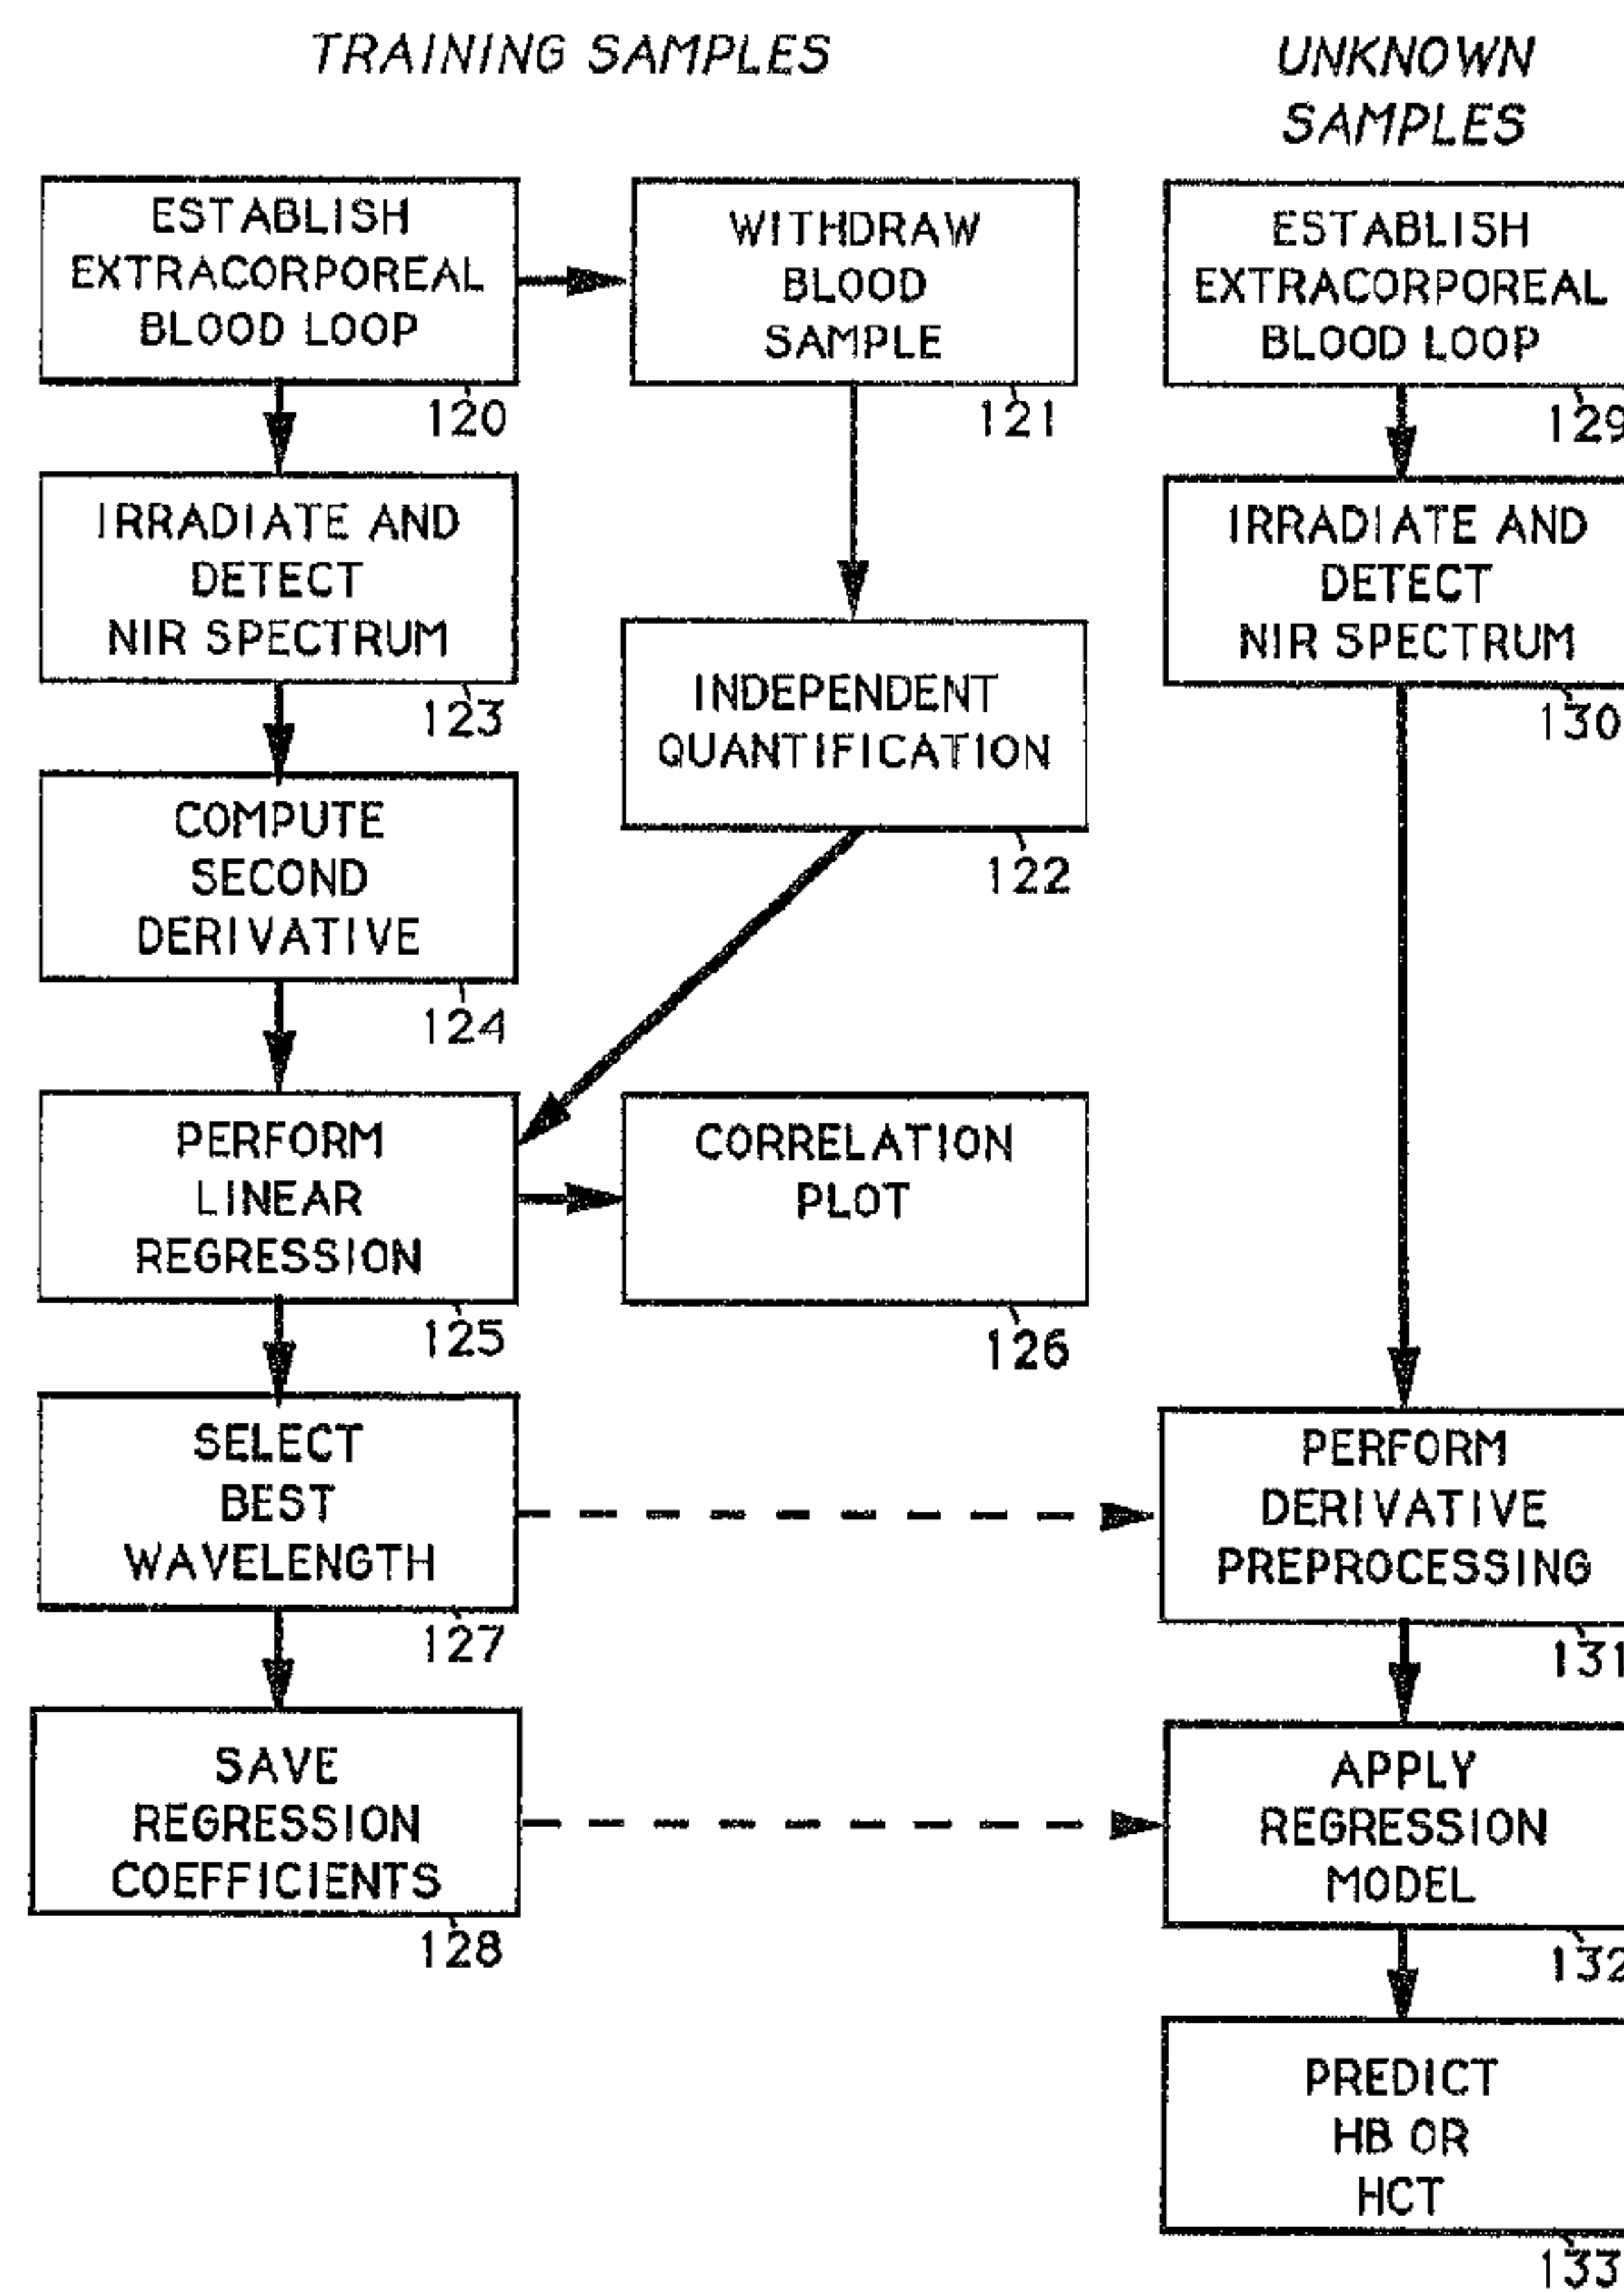 TRAINING SAMPLES
UNKNOWN
SAMPLES
ESTABLISH
EXTRACORPOREAL
BLOOD LOOP
120
WITHDRAW
BLOOD
SAMPLE
121
ESTABLISH
EXTRACORPOREAL
BLOOD LOOP
129
IRRADIATE AND
DETECT
NIR SPECTRUM
123
INDEPENDENT
QUANTIFICATION
122
IRRADIATE AND
DETECT
NIR SPECTRUM
130
COMPUTE
SECOND
DERIVATIVE
124
PERFORM
LINEAR
REGRESSION
125
CORRELATION
PLOT
126
SELECT
BEST
WAVELENGTH
127
PERFORM
DERIVATIVE
PREPROCESSING
131
SAVE
REGRESSION
COEFFICIENTS
128
APPLY
REGRESSION
MODEL
132
PREDICT
HB OR
HCT
133